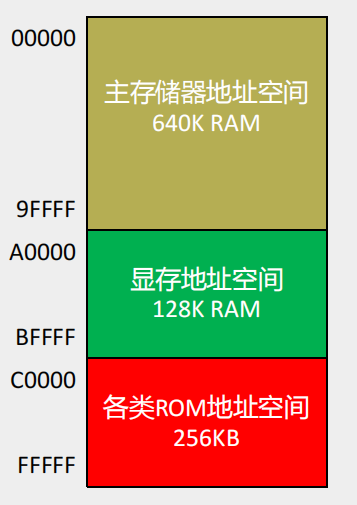 00000
主存储器地址空间
640K RAM
9FFFF
A0000
显存地址空间
128K RAM
BFFFF
C0000
各类ROM地址空间
256KB
FFFFF